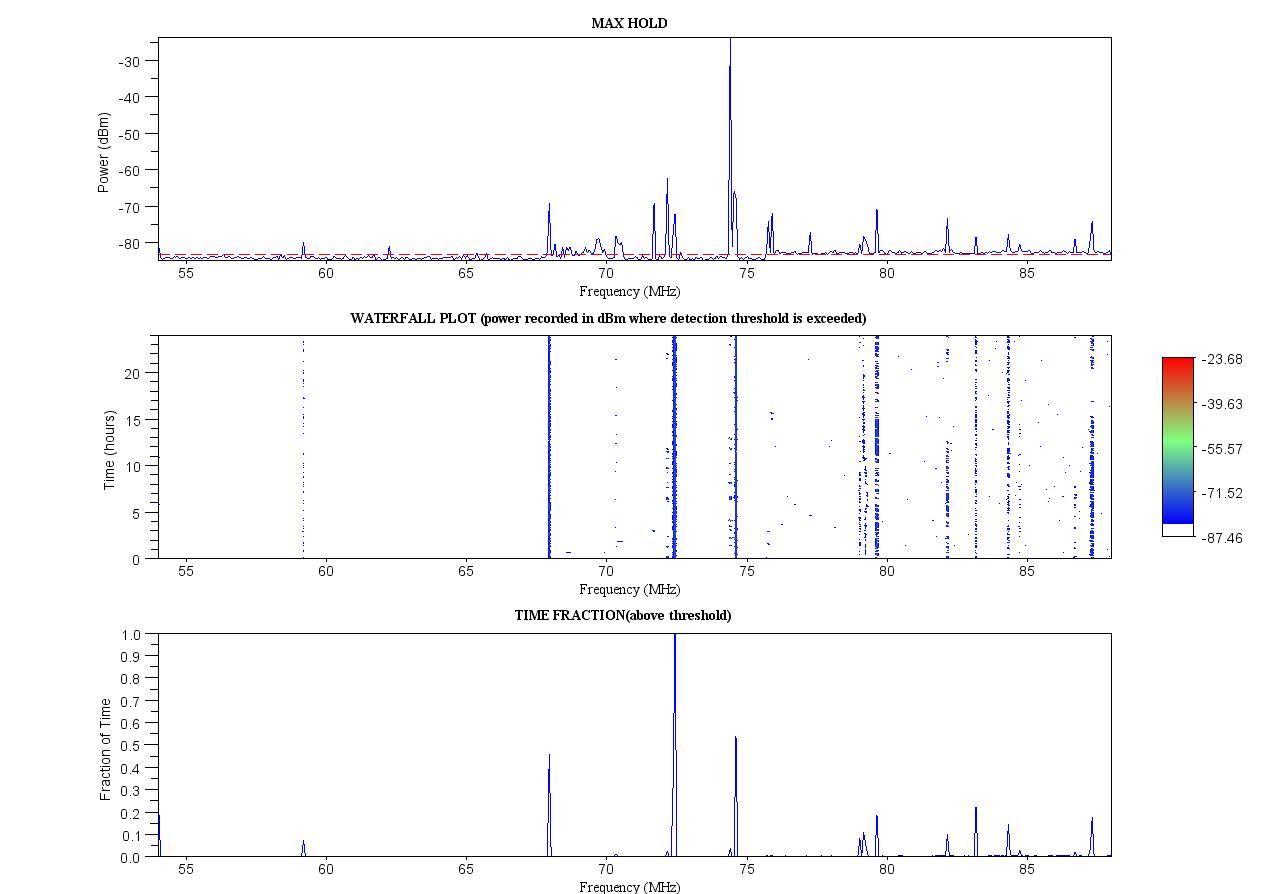 MAX HOLD
-30
-40
-50
-60
-70
-80
Power (dBm)
55 60 65 70 75 80 85
Frequency (MHz)
WATERFALL PLOT (power recorded in dBm where detection threshold is exceeded)
20
15
10
5
0
Time (hours)
55 60 65 70 75 80 85
Frequency (MHz)
-23.68
-39.63
-55.57
-71.52
-87.46
TIME FRACTION(above threshold)
1.0
0.9
0.8
0.7
0.6
0.5
0.4
0.3
0.2
0.1
0.0
Fraction of Time
55 60 65 70 75 80 85
Frequency (MHz)